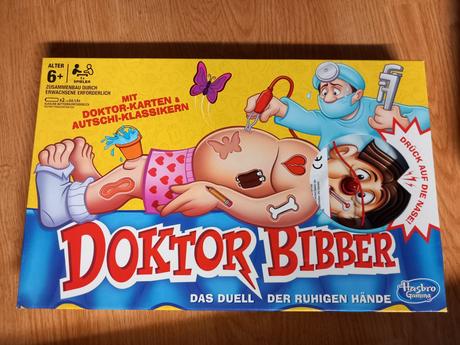 ALTER
6+
SPIELER
ZUSAMMENBAU DURCH
ERWACHSENE ERFORDERLICH
MIT
DOKTOR-KARTEN &
AUTSCHI-KLASSIKERN
DRÜCK AUF DIE NASE!
DOKTOR BIBBER
DAS DUELL DER RUHIGEN HÄNDE
Hasbro
Gaming